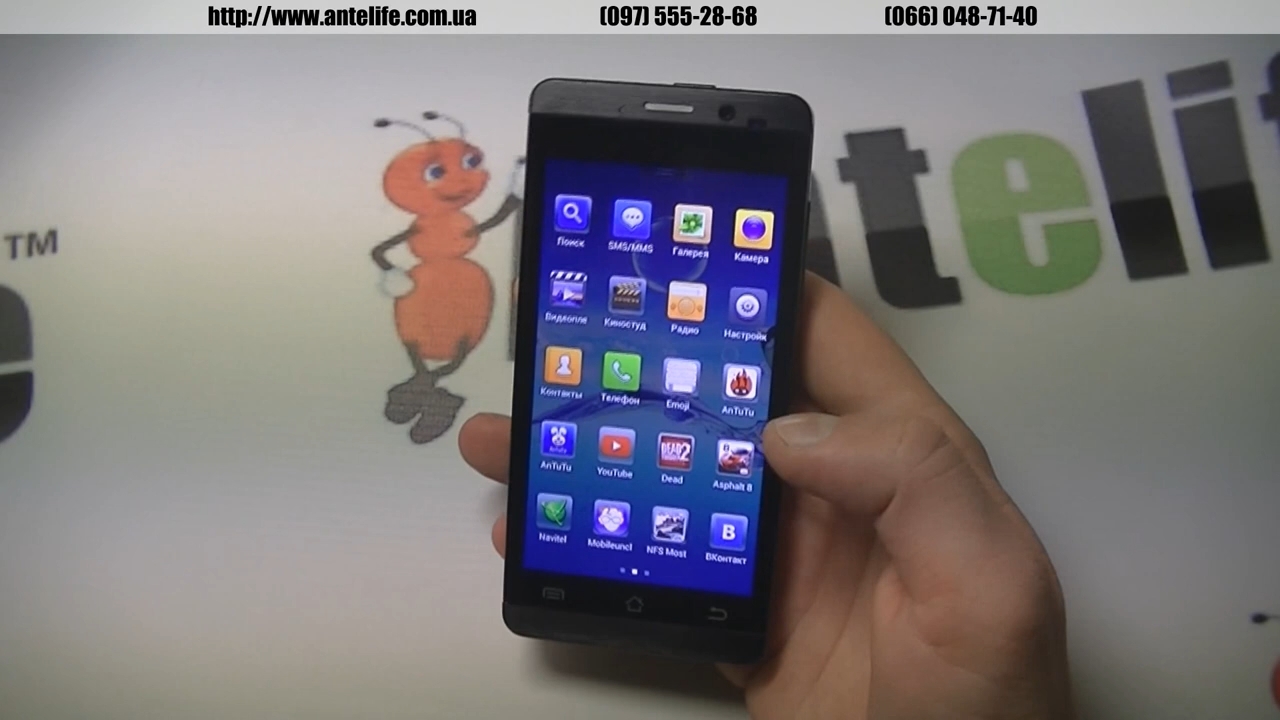 http://www.antelife.com.ua (097) 555-28-68 (066) 048-71-40
TM
e
antelif
Поиск SMS/MMS Галерея Камера
Видеопле Киностуд Радио Настройк
Контакты Телефон Emoji AnTuTu
AnTuTu YouTube Dead Asphalt 8
Navitel Mobileuncl NFS Most ВКонтакт